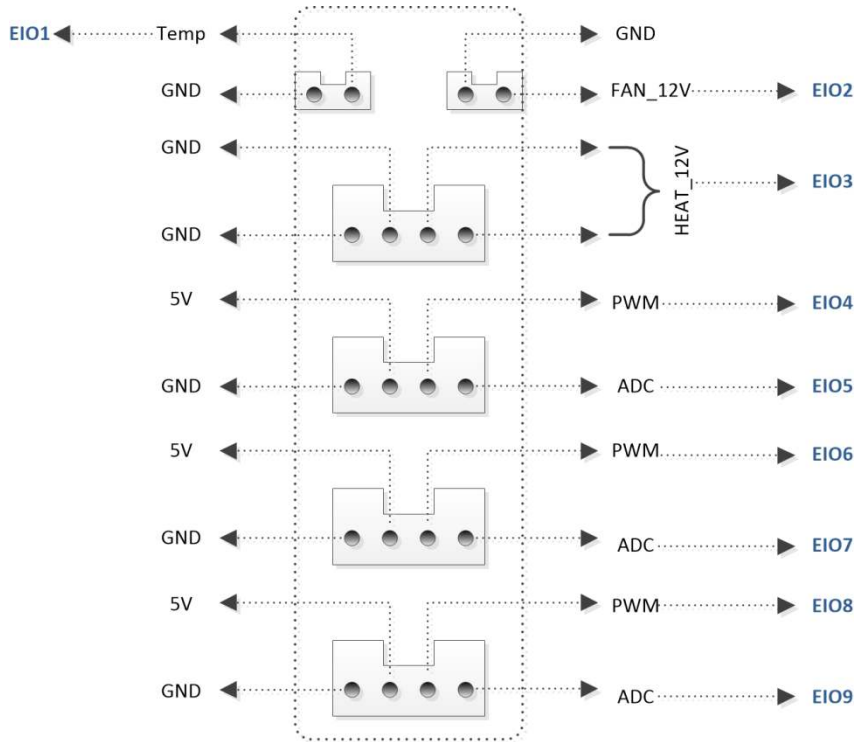 EIO1 Temp GND
GND FAN_12V EIO2
GND
HEAT_12V EIO3
GND
5V PWM EIO4
GND ADC EIO5
5V PWM EIO6
GND ADC EIO7
5V PWM EIO8
GND ADC EIO9